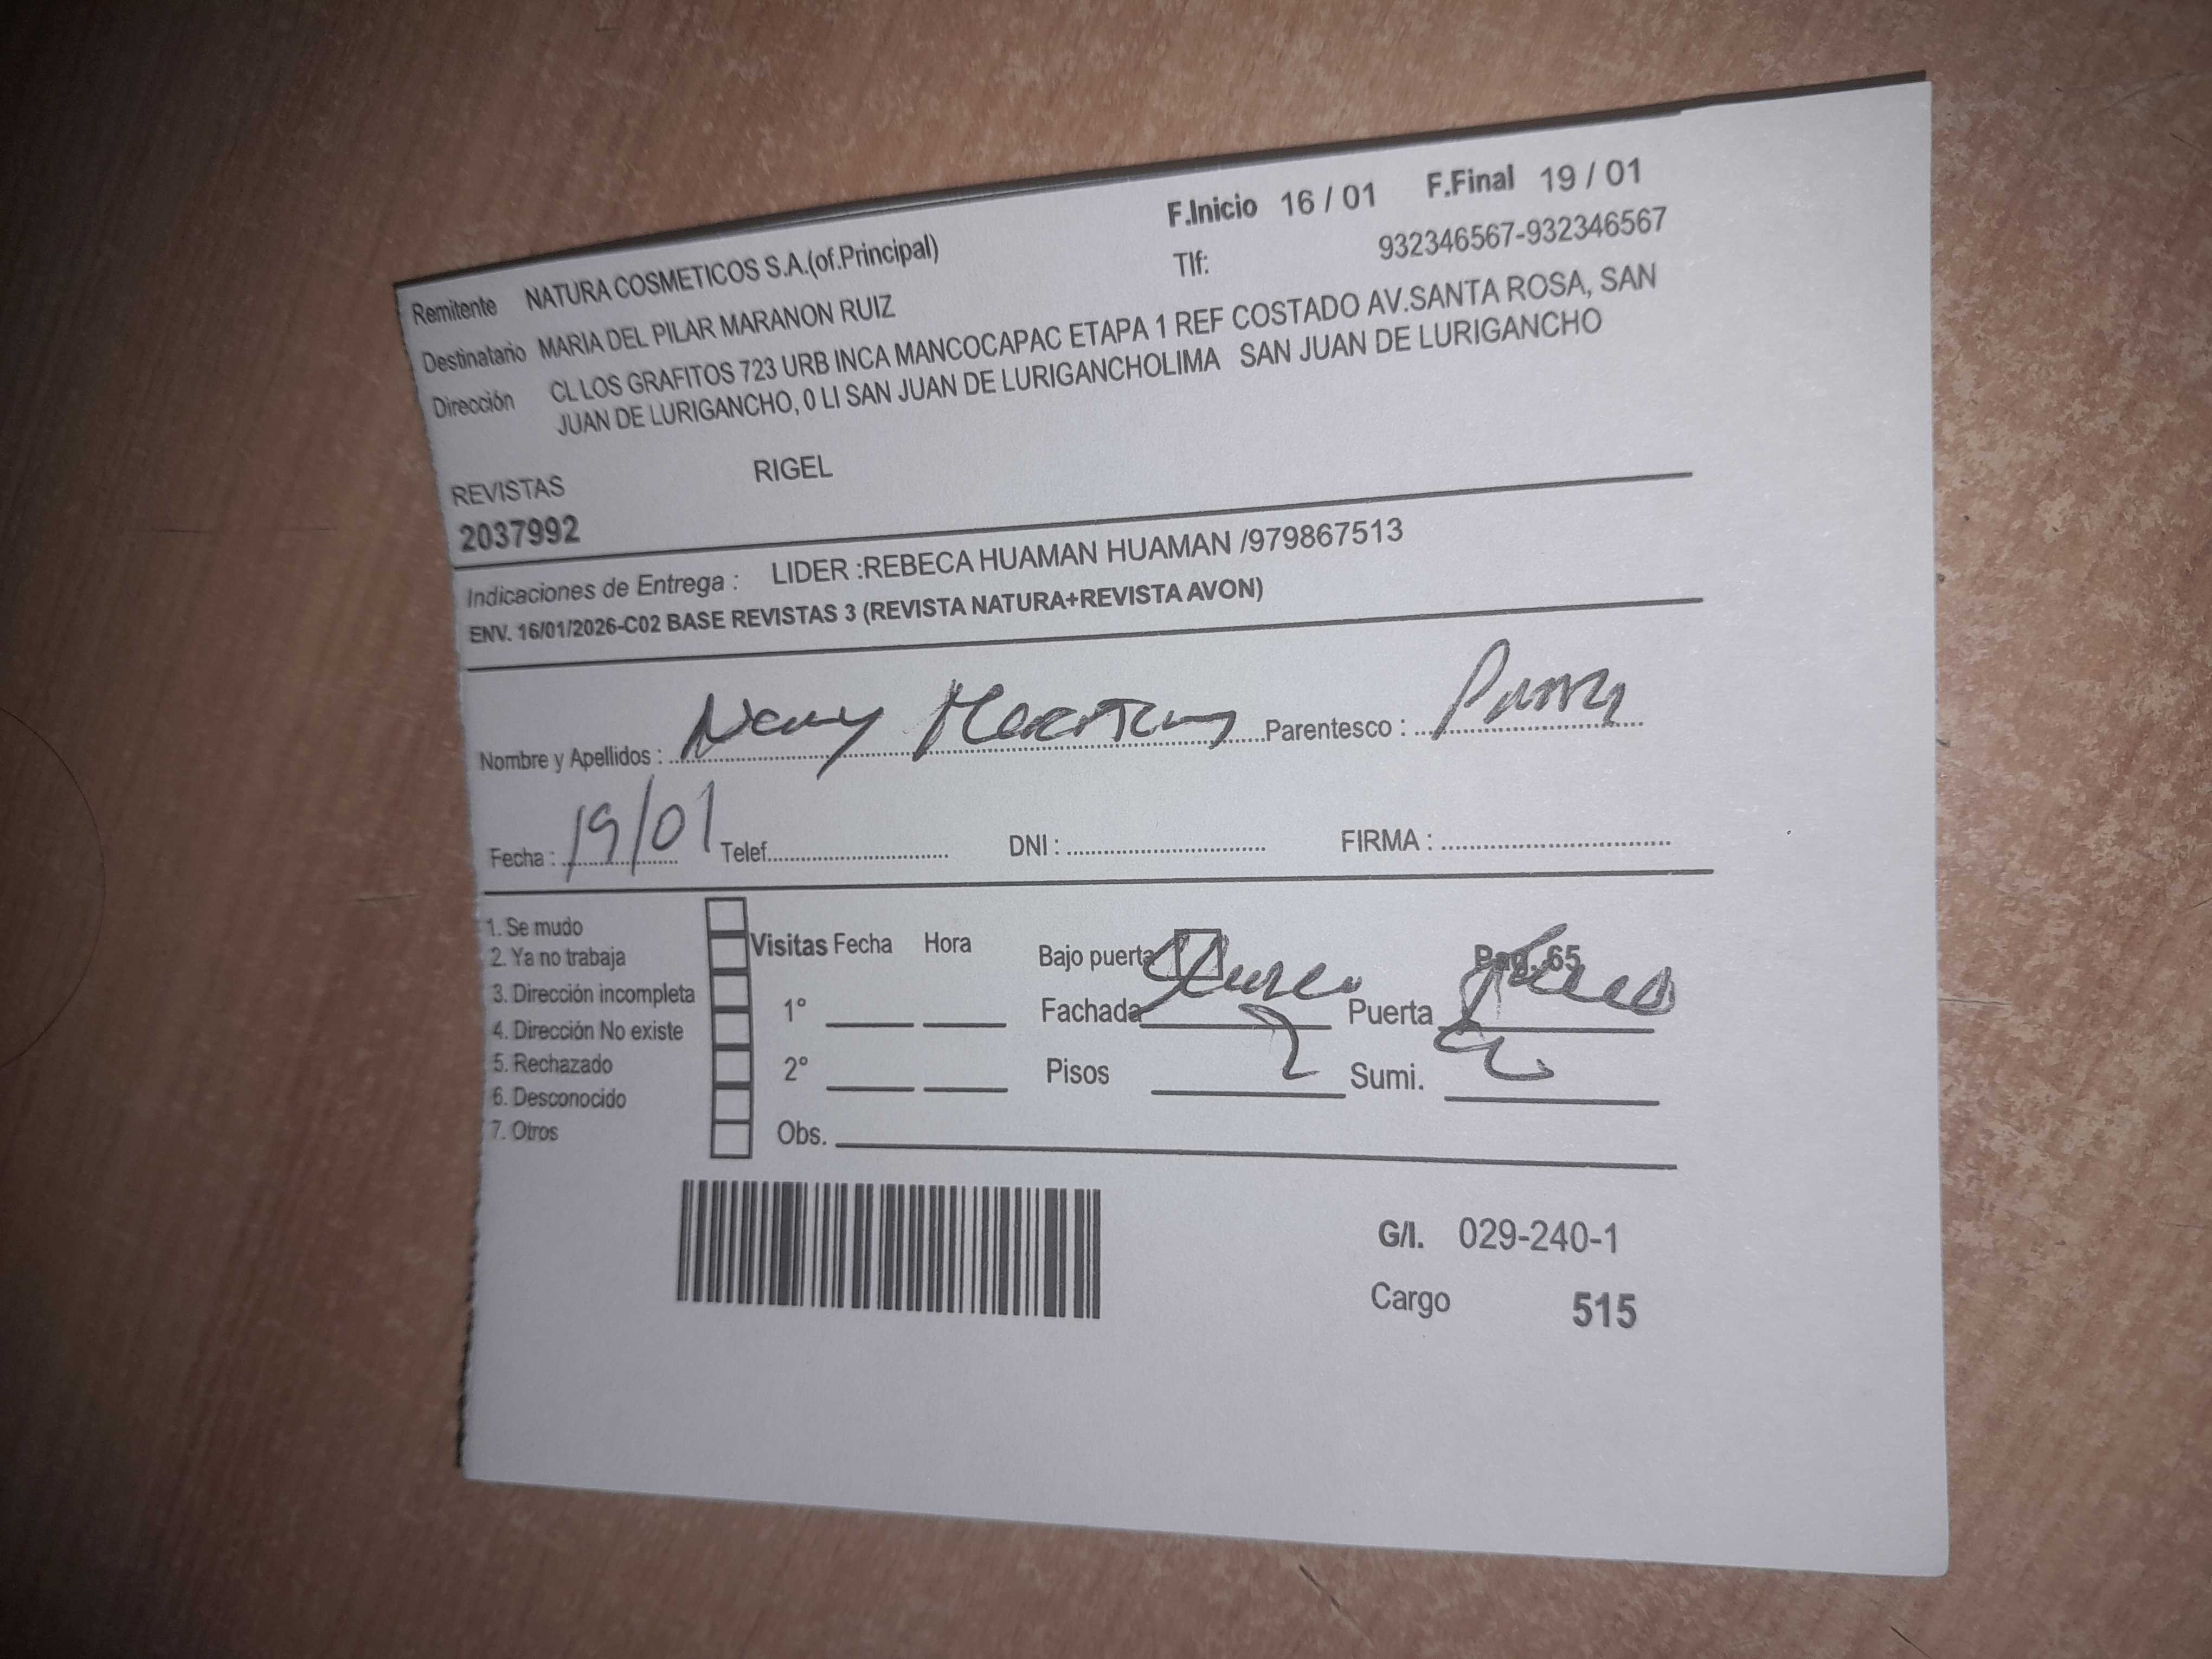 F.Inicio 16 / 01 F.Final 19 / 01
Remitente NATURA COSMETICOS S.A.(of.Principal) Tlf: 932346567-932346567
Destinatario MARIA DEL PILAR MARANON RUIZ
Dirección CL LOS GRAFITOS 723 URB INCA MANCOCAPAC ETAPA 1 REF COSTADO AV.SANTA ROSA, SAN
JUAN DE LURIGANCHO, 0 LI SAN JUAN DE LURIGANCHOLIMA SAN JUAN DE LURIGANCHO
REVISTAS RIGEL
2037992
Indicaciones de Entrega : LIDER :REBECA HUAMAN HUAMAN /979867513
ENV. 16/01/2026-C02 BASE REVISTAS 3 (REVISTA NATURA+REVISTA AVON)
Nombre y Apellidos : Parentesco :
Fecha : 19/01 Telef. DNI : FIRMA :
1. Se mudo
2. Ya no trabaja
3. Dirección incompleta
4. Dirección No existe
5. Rechazado
6. Desconocido
7. Otros
Visitas Fecha Hora
1°
2°
Obs.
Bajo puerta Pag. 65
Fachada Puerta
Pisos 2 Sumi.
G/I. 029-240-1
Cargo 515